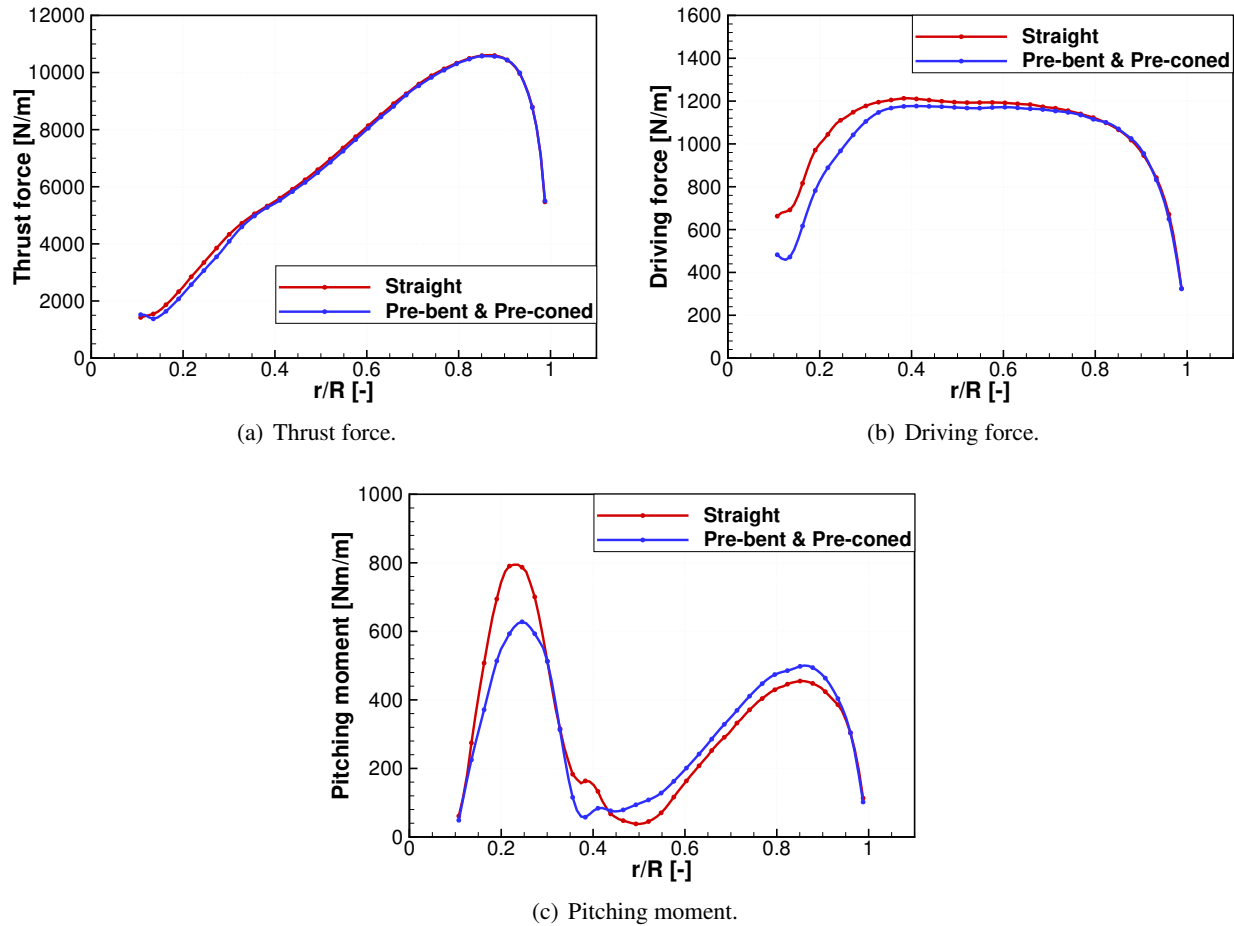 Thrust force [N/m]
12000
10000
8000
6000
4000
2000
0
Straight
Pre-bent & Pre-coned
0 0.2 0.4 0.6 0.8 1
r/R [-]
(a) Thrust force.
Driving force [N/m]
1600
1400
1200
1000
800
600
400
200
0
Straight
Pre-bent & Pre-coned
0 0.2 0.4 0.6 0.8 1
r/R [-]
(b) Driving force.
Pitching moment [Nm/m]
1000
800
600
400
200
0
Straight
Pre-bent & Pre-coned
0 0.2 0.4 0.6 0.8 1
r/R [-]
(c) Pitching moment.